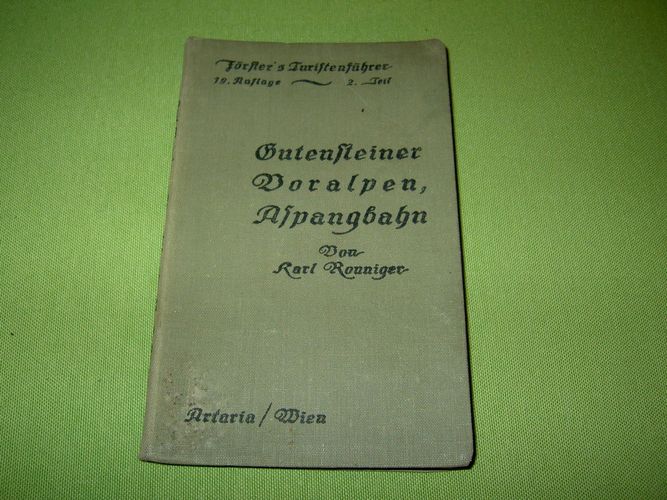 Förster's Turistenführer
19. Auflage — 2. Teil
Gutensteiner
Voralpen,
Aspangbahn
Von
Karl Ronniger
Artaria / Wien